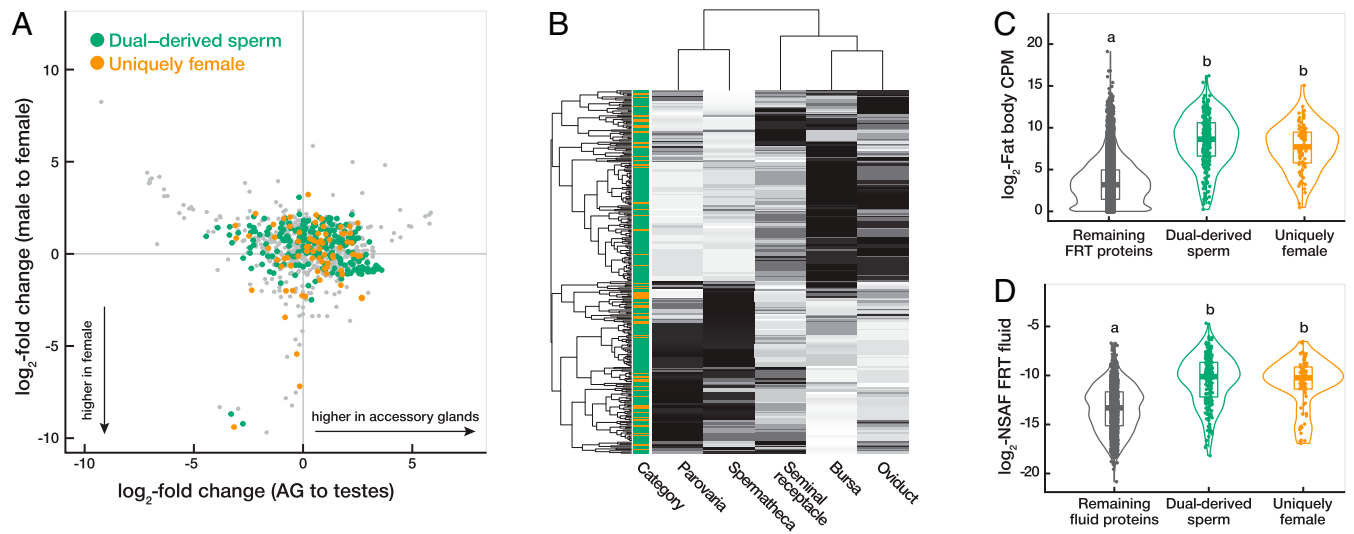 A
Dual–derived sperm
Uniquely female
log2-fold change (male to female)
10
5
0
-5
-10
higher in female
higher in accessory glands
-10
-5
0
5
log2-fold change (AG to testes)
B
Category
Parovaria
Spermatheca
Seminal
receptacle
Bursa
Oviduct
C
log2-Fat body CPM
20
15
10
5
0
a
b
b
Remaining
FRT proteins
Dual-derived
sperm
Uniquely
female
D
log2-NSAF FRT fluid
-5
-10
-15
-20
a
b
b
Remaining
fluid proteins
Dual-derived
sperm
Uniquely
female